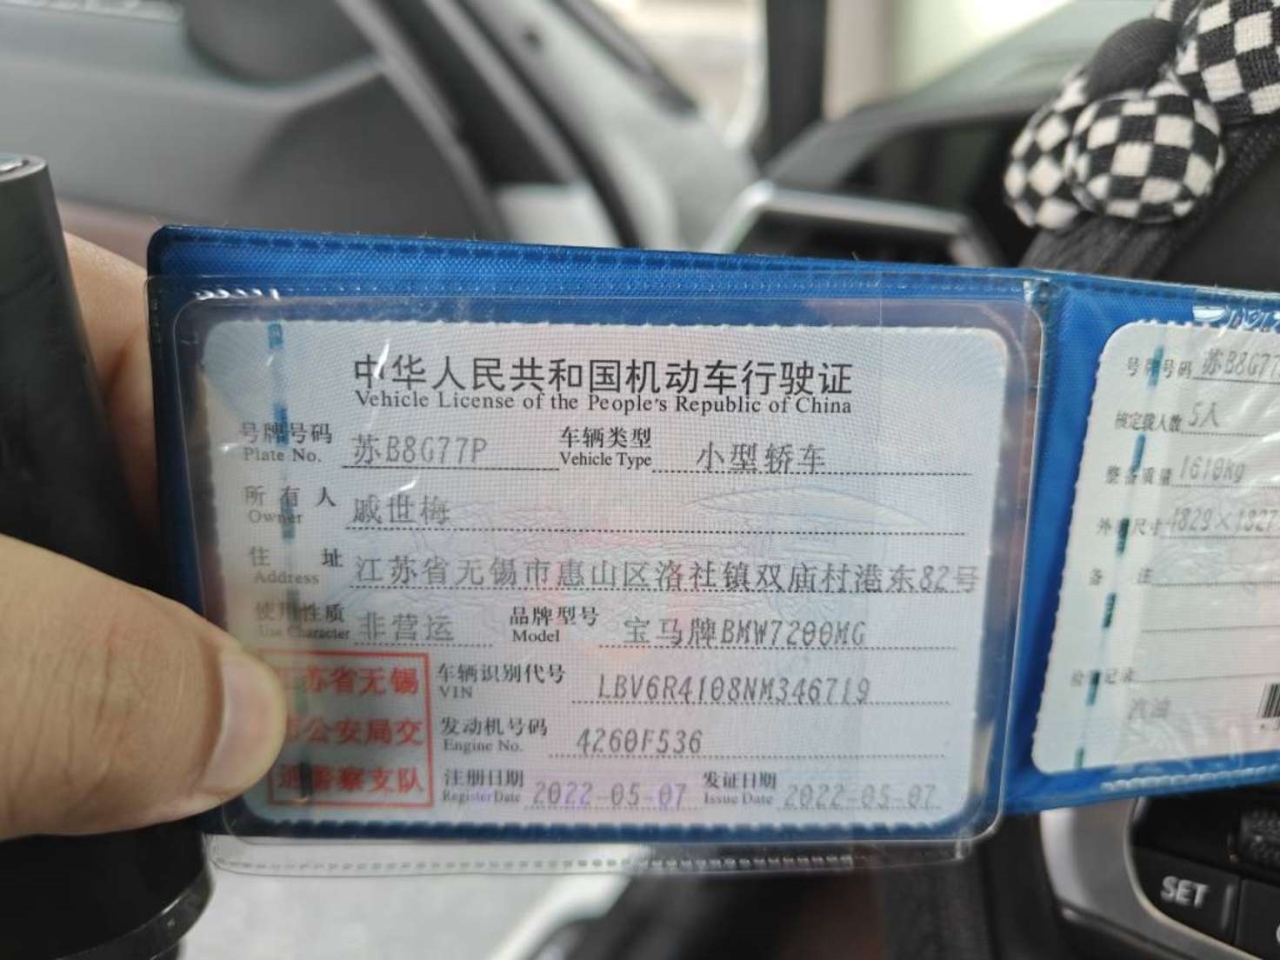 中华人民共和国机动车行驶证
Vehicle License of the People's Republic of China
号牌号码 苏B8G77P 车辆类型 小型轿车
Plate No. Vehicle Type
所有人 戚世梅
Owner
住址 江苏省无锡市惠山区洛社镇双庙村港东82号
Address
使用性质 非营运 品牌型号 宝马牌BMW7200MG
Use Character Model
江苏省无锡
公安局交
通警察支队
车辆识别代号 LBV6R4108NM346719
VIN
发动机号码 4260F536
Engine No.
注册日期 2022-05-07 发证日期 2022-05-07
Register Date Issue Date
号牌号码 苏B8G77
核定载人数 5人
整备质量 1610kg
外廓尺寸 4829×1827
备注
检验记录
汽油
SET